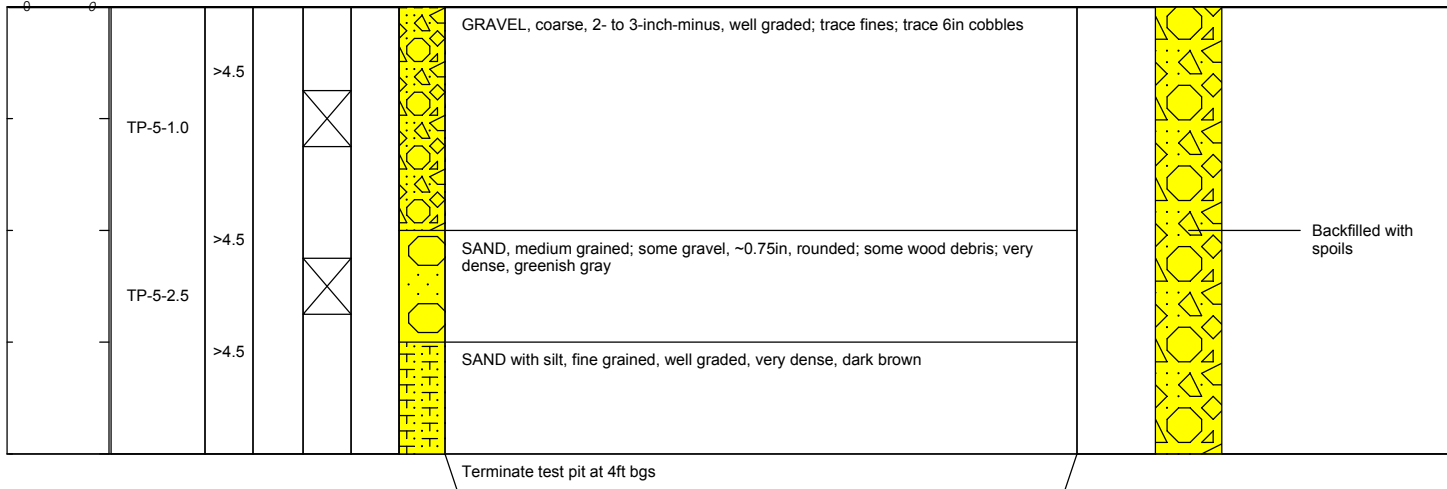 0 0
GRAVEL, coarse, 2- to 3-inch-minus, well graded; trace fines; trace 6in cobbles
>4.5
TP-5-1.0
>4.5
SAND, medium grained; some gravel, ~0.75in, rounded; some wood debris; very
dense, greenish gray
Backfilled with
spoils
TP-5-2.5
>4.5
SAND with silt, fine grained, well graded, very dense, dark brown
Terminate test pit at 4ft bgs